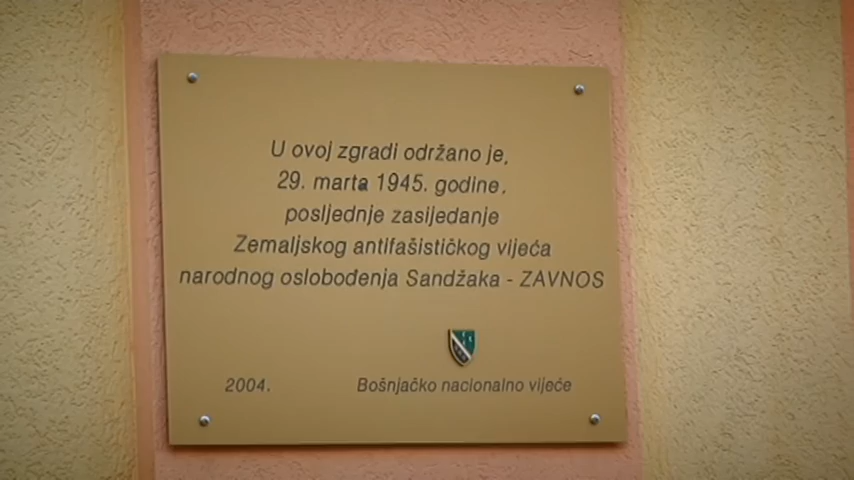 U ovoj zgradi održano je,
29. marta 1945. godine,
posljednje zasijedanje
Zemaljskog antifašističkog vijeća
narodnog oslobođenja Sandžaka - ZAVNOS
2004.
Bošnjačko nacionalno vijeće